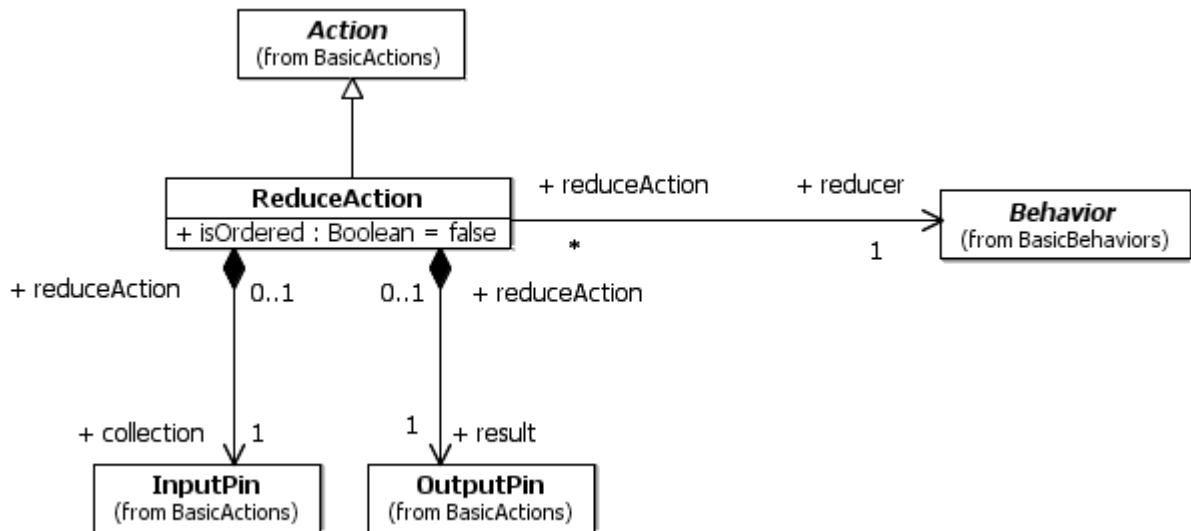 Action
(from BasicActions)
ReduceAction
+ isOrdered : Boolean = false
+ reduceAction
+ reducer
*
1
Behavior
(from BasicBehaviors)
+ reduceAction
0..1
0..1
+ reduceAction
+ collection
1
1
+ result
InputPin
(from BasicActions)
OutputPin
(from BasicActions)